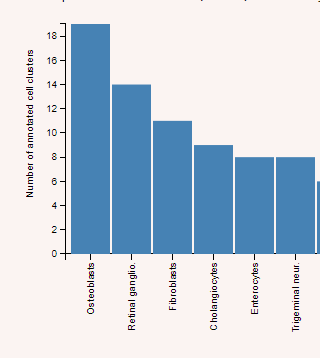 Number of annotated cell clusters
18
16
14
12
10
8
6
4
2
0
Osteoblasts
Retinal ganglio.
Fibroblasts
Cholangiocytes
Enterocytes
Trigeminal neur.